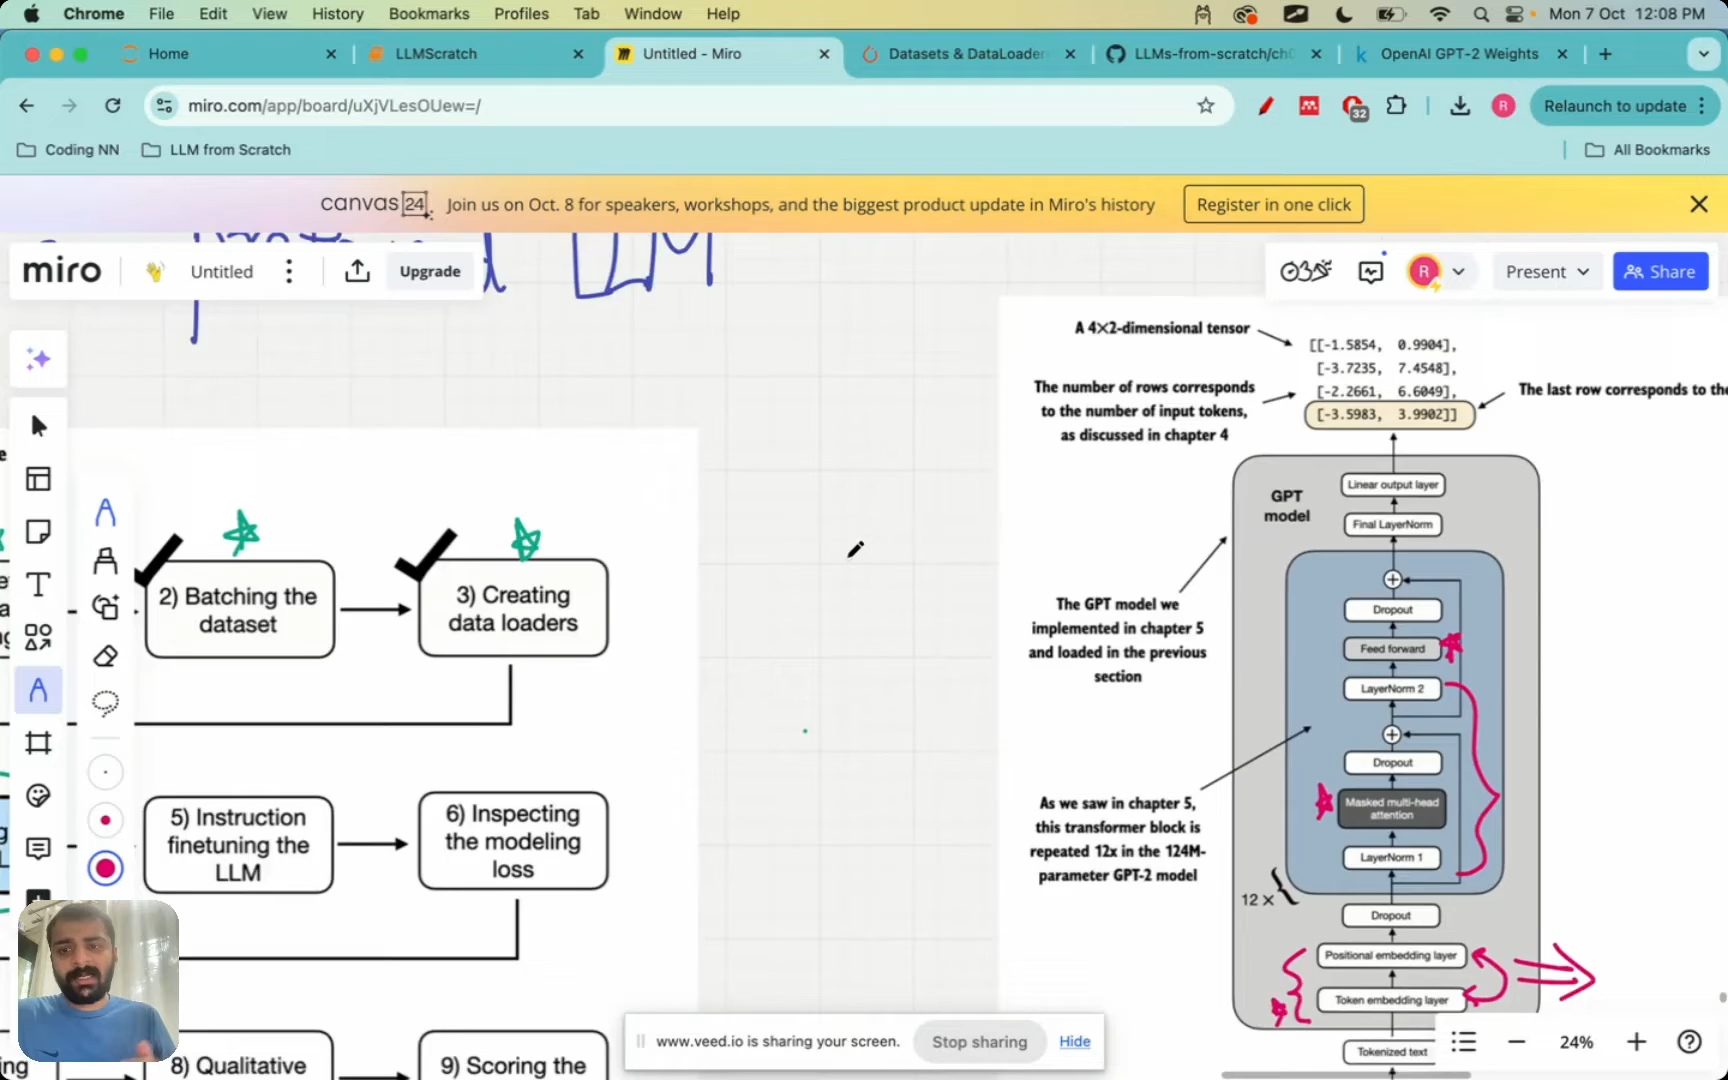 Chrome File Edit View History Bookmarks Profiles Tab Window Help Mon 7 Oct 12:08 PM
Home LLMScratch Untitled - Miro Datasets & DataLoader LLMs-from-scratch/ch OpenAI GPT-2 Weights
miro.com/app/board/uXjVLesOUew=/ 32 R Relaunch to update
Coding NN LLM from Scratch All Bookmarks
canvas 24 Join us on Oct. 8 for speakers, workshops, and the biggest product update in Miro's history Register in one click
LLM
miro Untitled Upgrade R Present Share
A 4×2-dimensional tensor
[[-1.5854, 0.9904],
[-3.7235, 7.4548],
[-2.2661, 6.6049],
[-3.5983, 3.9902]]
The number of rows corresponds
to the number of input tokens,
as discussed in chapter 4
The last row corresponds to the
GPT
model
Linear output layer
Final LayerNorm
Dropout
Feed forward
LayerNorm 2
Dropout
Masked multi-head
attention
LayerNorm 1
12 ×
Dropout
Positional embedding layer
Token embedding layer
Tokenized text
The GPT model we
implemented in chapter 5
and loaded in the previous
section
As we saw in chapter 5,
this transformer block is
repeated 12x in the 124M-
parameter GPT-2 model
2) Batching the
dataset
3) Creating
data loaders
5) Instruction
finetuning the
LLM
6) Inspecting
the modeling
loss
8) Qualitative
9) Scoring the
www.veed.io is sharing your screen. Stop sharing Hide
24%